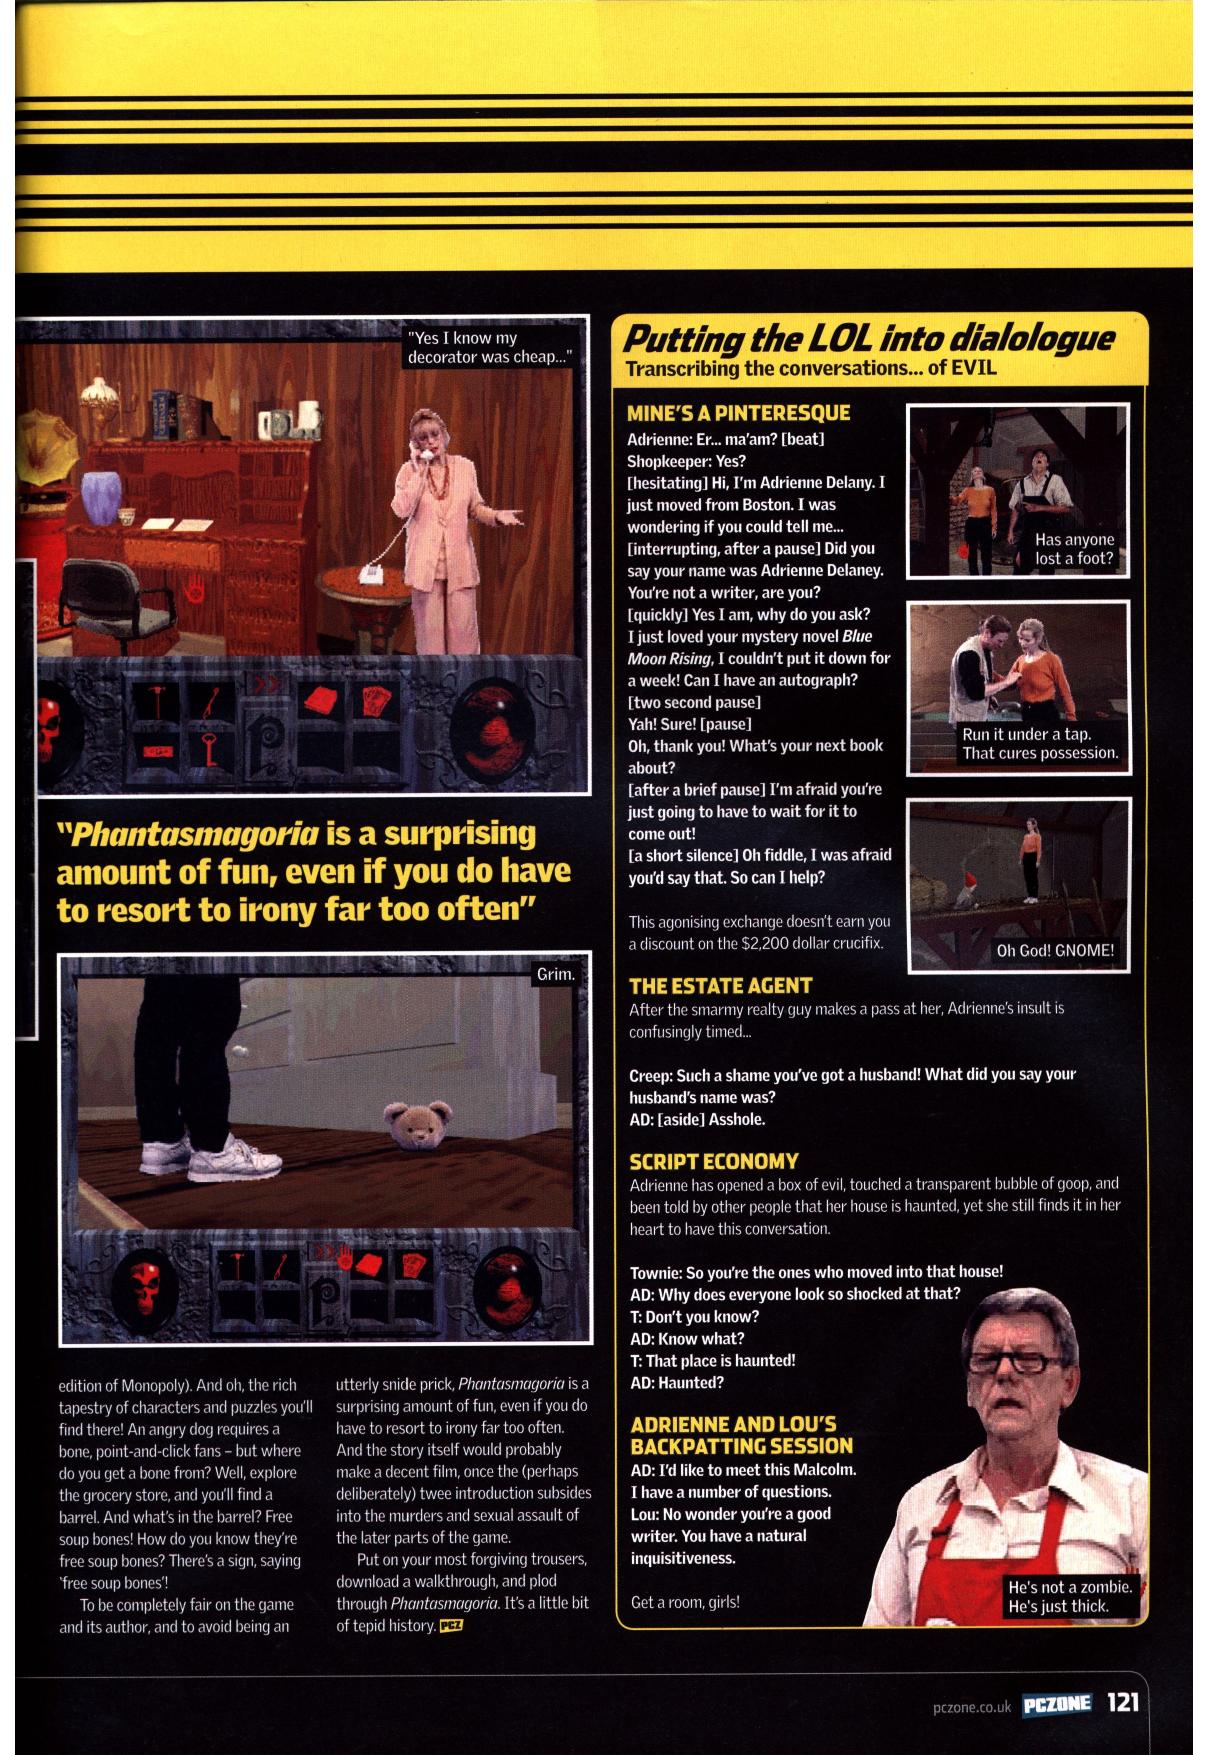 "Yes I know my
decorator was cheap..."
"Phantasmagoria is a surprising
amount of fun, even if you do have
to resort to irony far too often"
Grim.
edition of Monopoly). And oh, the rich
tapestry of characters and puzzles you'll
find there! An angry dog requires a
bone, point-and-click fans – but where
do you get a bone from? Well, explore
the grocery store, and you'll find a
barrel. And what's in the barrel? Free
soup bones! How do you know they're
free soup bones? There's a sign, saying
'free soup bones'!
To be completely fair on the game
and its author, and to avoid being an
utterly snide prick, Phantasmagoria is a
surprising amount of fun, even if you do
have to resort to irony far too often.
And the story itself would probably
make a decent film, once the (perhaps
deliberately) twee introduction subsides
into the murders and sexual assault of
the later parts of the game.
Put on your most forgiving trousers,
download a walkthrough, and plod
through Phantasmagoria. It's a little bit
of tepid history. PCZ
Putting the LOL into dialologue
Transcribing the conversations... of EVIL
MINE'S A PINTERESQUE
Adrienne: Er... ma'am? [beat]
Shopkeeper: Yes?
[hesitating] Hi, I'm Adrienne Delany. I
just moved from Boston. I was
wondering if you could tell me...
[interrupting, after a pause] Did you
say your name was Adrienne Delaney.
You're not a writer, are you?
[quickly] Yes I am, why do you ask?
I just loved your mystery novel Blue
Moon Rising, I couldn't put it down for
a week! Can I have an autograph?
[two second pause]
Yah! Sure! [pause]
Oh, thank you! What's your next book
about?
[after a brief pause] I'm afraid you're
just going to have to wait for it to
come out!
[a short silence] Oh fiddle, I was afraid
you'd say that. So can I help?
This agonising exchange doesn't earn you
a discount on the $2,200 dollar crucifix.
Has anyone
lost a foot?
Run it under a tap.
That cures possession.
Oh God! GNOME!
THE ESTATE AGENT
After the smarmy realty guy makes a pass at her, Adrienne's insult is
confusingly timed...
Creep: Such a shame you've got a husband! What did you say your
husband's name was?
AD: [aside] Asshole.
SCRIPT ECONOMY
Adrienne has opened a box of evil, touched a transparent bubble of goop, and
been told by other people that her house is haunted, yet she still finds it in her
heart to have this conversation.
Townie: So you're the ones who moved into that house!
AD: Why does everyone look so shocked at that?
T: Don't you know?
AD: Know what?
T: That place is haunted!
AD: Haunted?
ADRIENNE AND LOU'S
BACKPATTING SESSION
AD: I'd like to meet this Malcolm.
I have a number of questions.
Lou: No wonder you're a good
writer. You have a natural
inquisitiveness.
Get a room, girls!
He's not a zombie.
He's just thick.
pczone.co.uk PCZONE 121